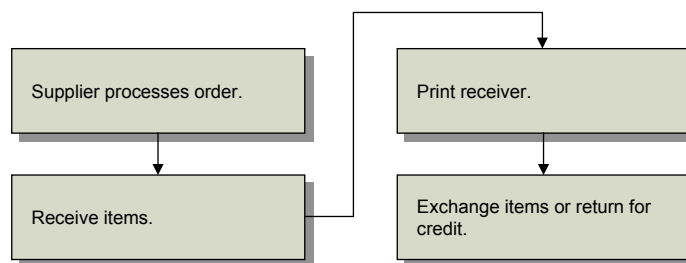 Supplier processes order.
Receive items.
Print receiver.
Exchange items or return for
credit.